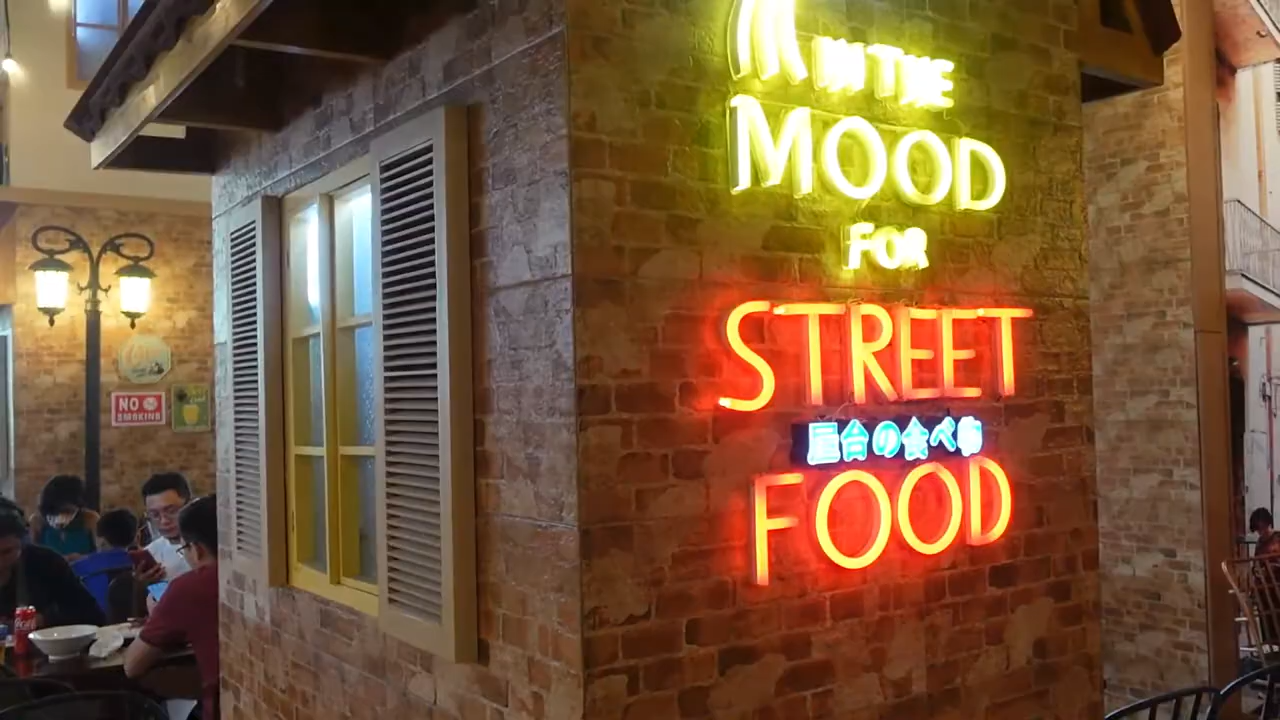 IN THE
MOOD
FOR
STREET
屋台の食べ物
FOOD
NO
SMOKING